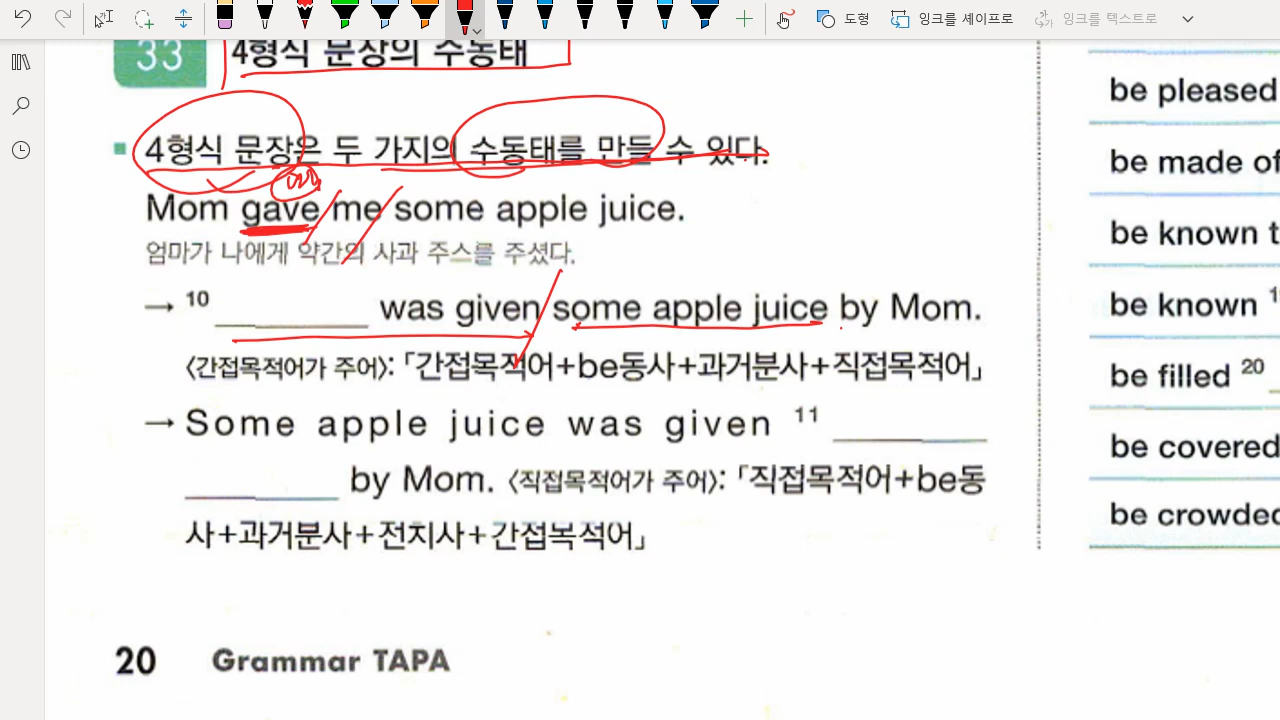 도형
잉크를 셰이프로
잉크를 텍스트로
33
4형식 문장의 수동태
4형식 문장은 두 가지의 수동태를 만들 수 있다.
Mom gave me some apple juice.
엄마가 나에게 약간의 사과 주스를 주셨다.
→ 10 ________ was given some apple juice by Mom.
〈간접목적어가 주어〉: 「간접목적어+be동사+과거분사+직접목적어」
→ Some apple juice was given 11 ________
________ by Mom. 〈직접목적어가 주어〉: 「직접목적어+be동
사+과거분사+전치사+간접목적어」
20 Grammar TAPA
be pleased
be made of
be known t
be known
be filled 20
be covered
be crowded